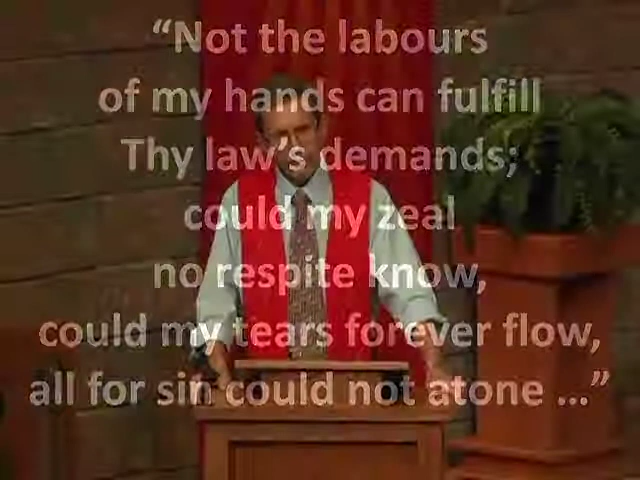 “Not the labours
of my hands can fulfill
Thy law’s demands;
could my zeal
no respite know,
could my tears forever flow,
all for sin could not atone ...”